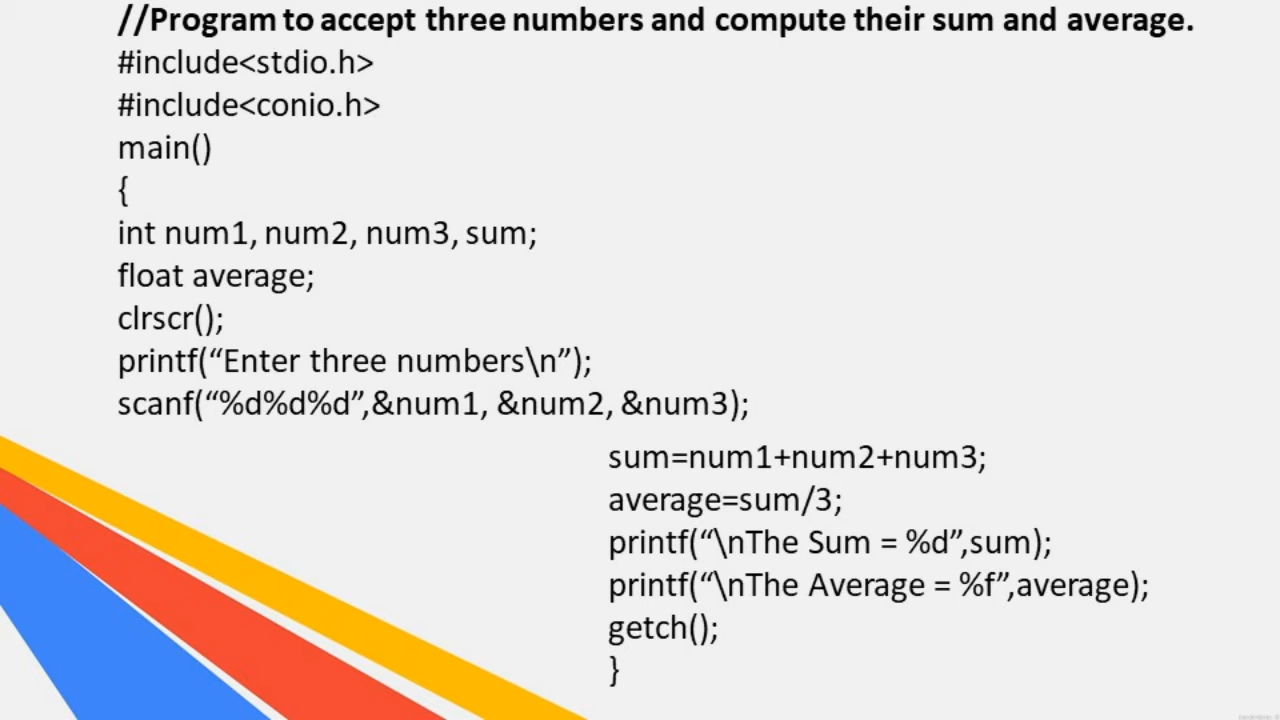 //Program to accept three numbers and compute their sum and average.
#include<stdio.h>
#include<conio.h>
main()
{
int num1, num2, num3, sum;
float average;
clrscr();
printf(“Enter three numbers\n”);
scanf(“%d%d%d”,&num1, &num2, &num3);
sum=num1+num2+num3;
average=sum/3;
printf(“\nThe Sum = %d”,sum);
printf(“\nThe Average = %f”,average);
getch();
}